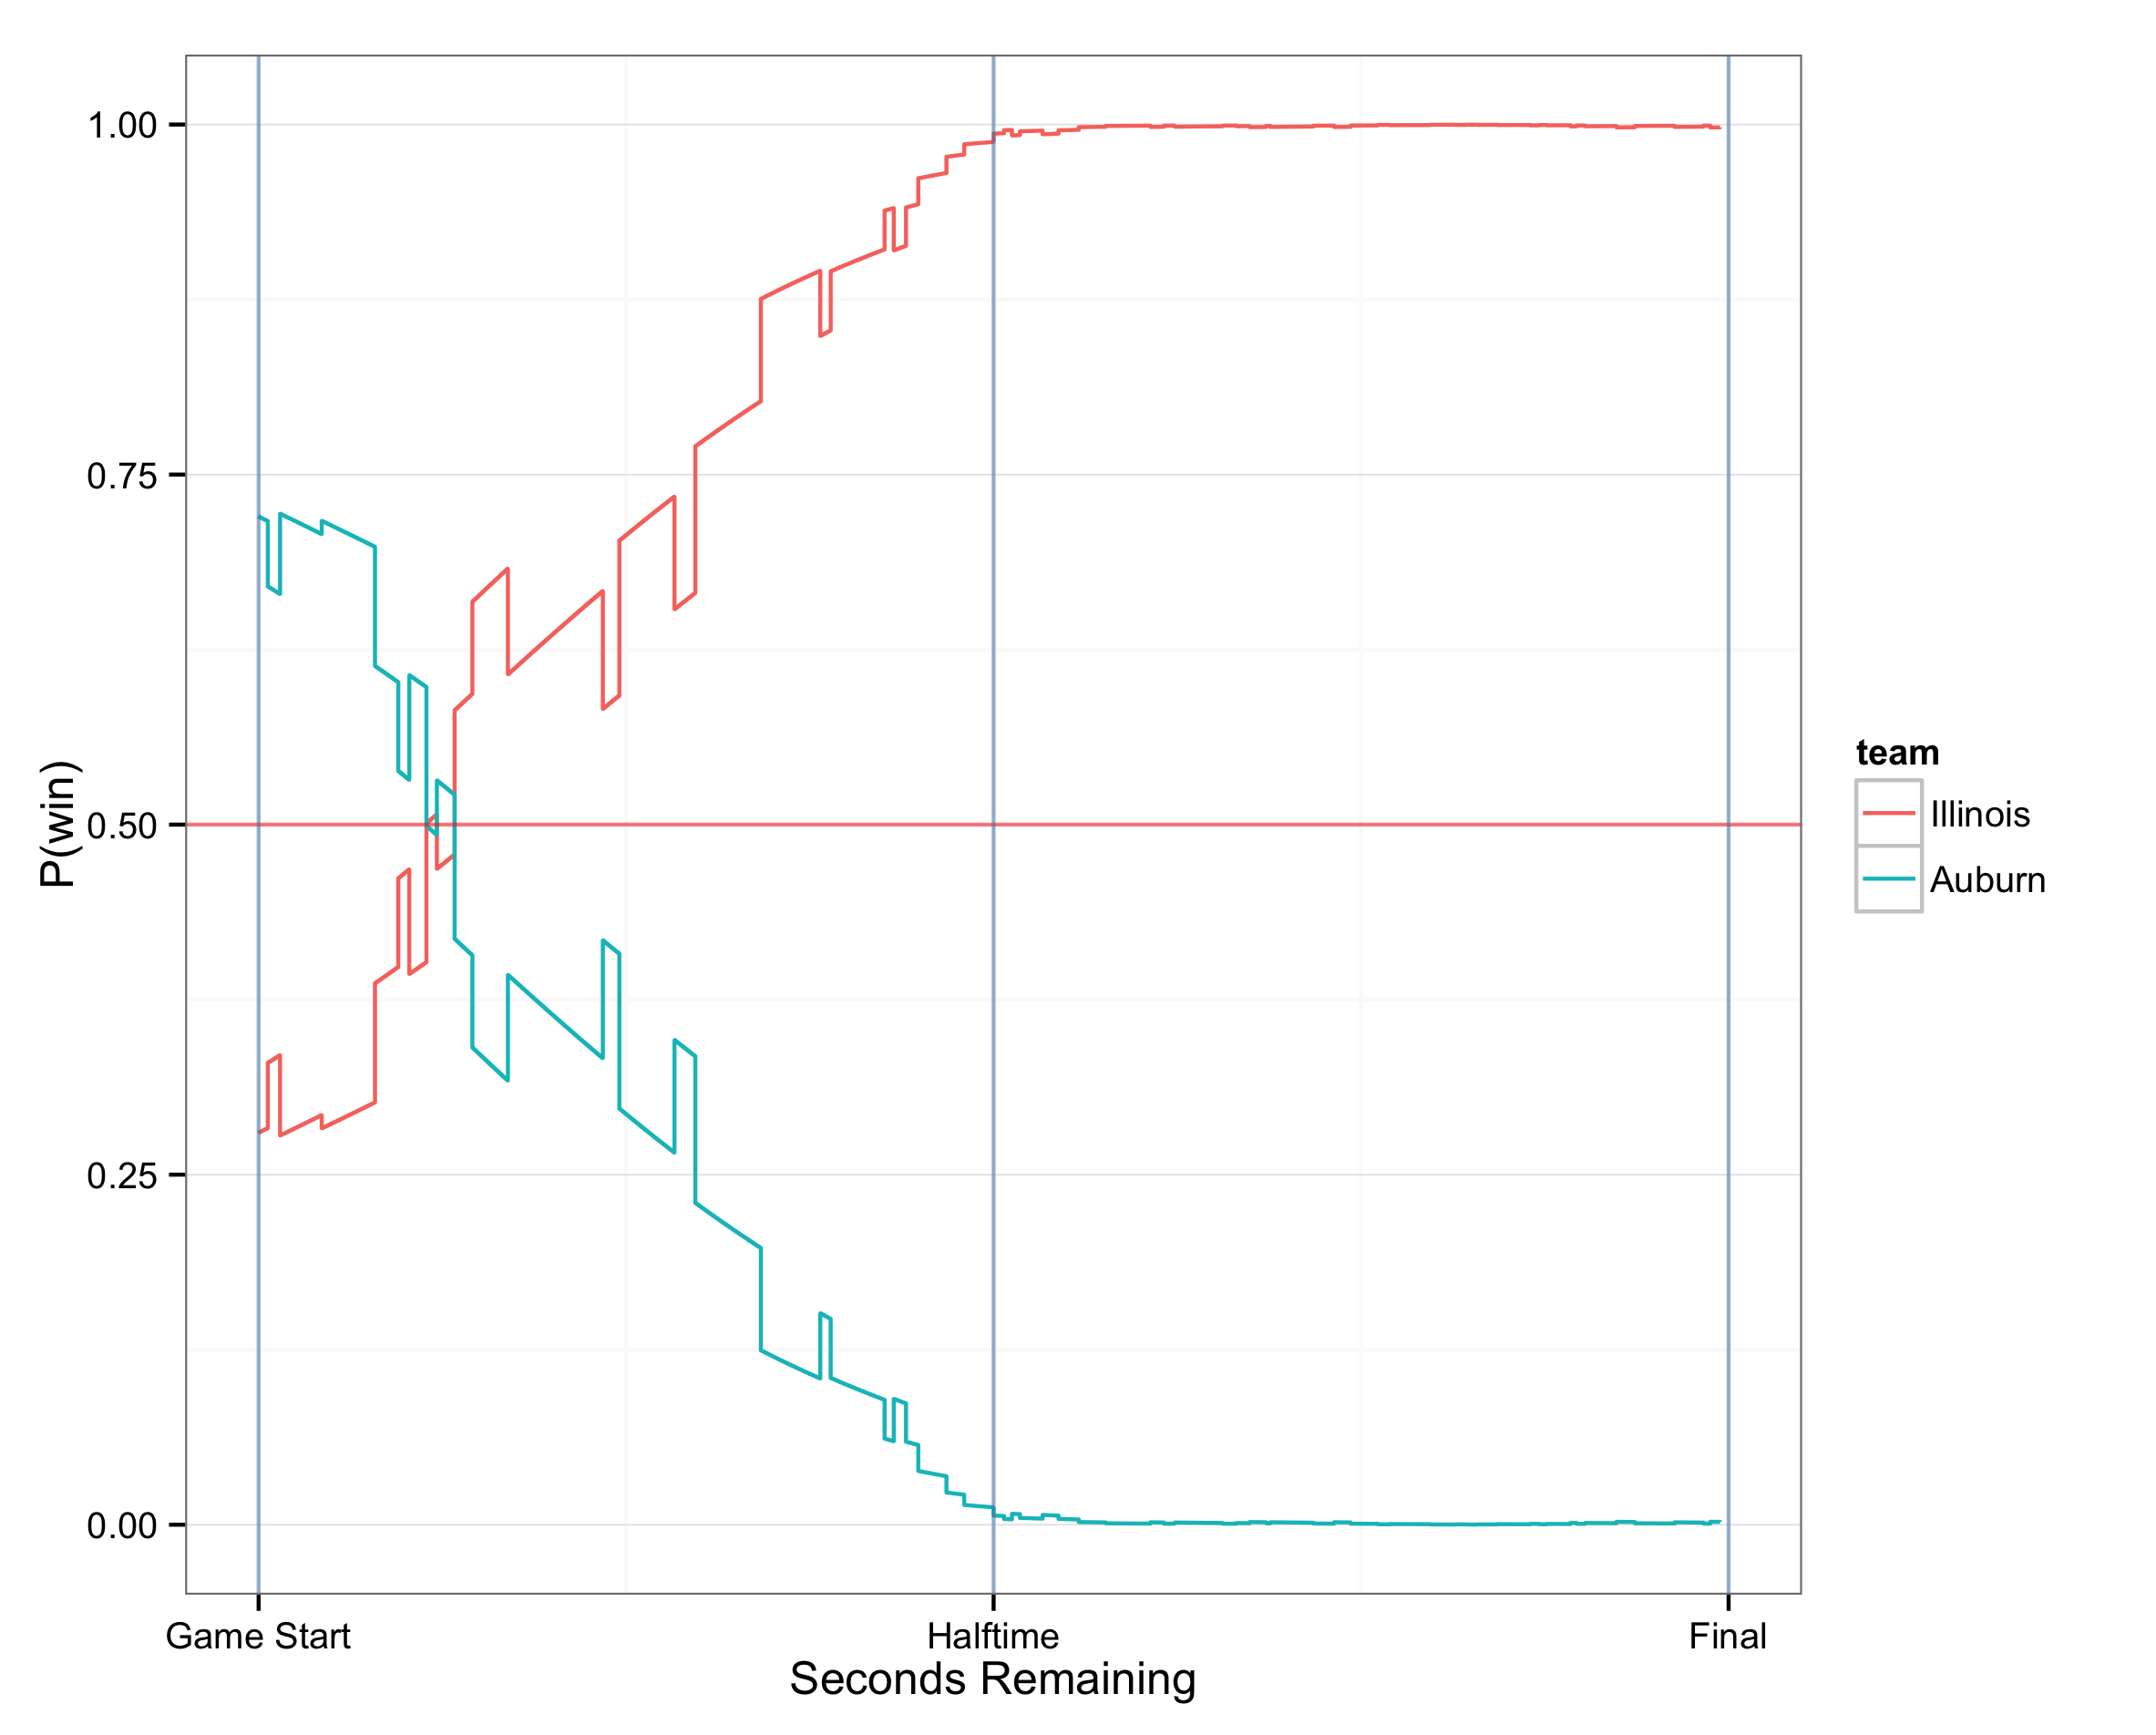 1.00
0.75
0.50
0.25
0.00
P(win)
Game Start
Halftime
Final
Seconds Remaining
team
Illinois
Auburn